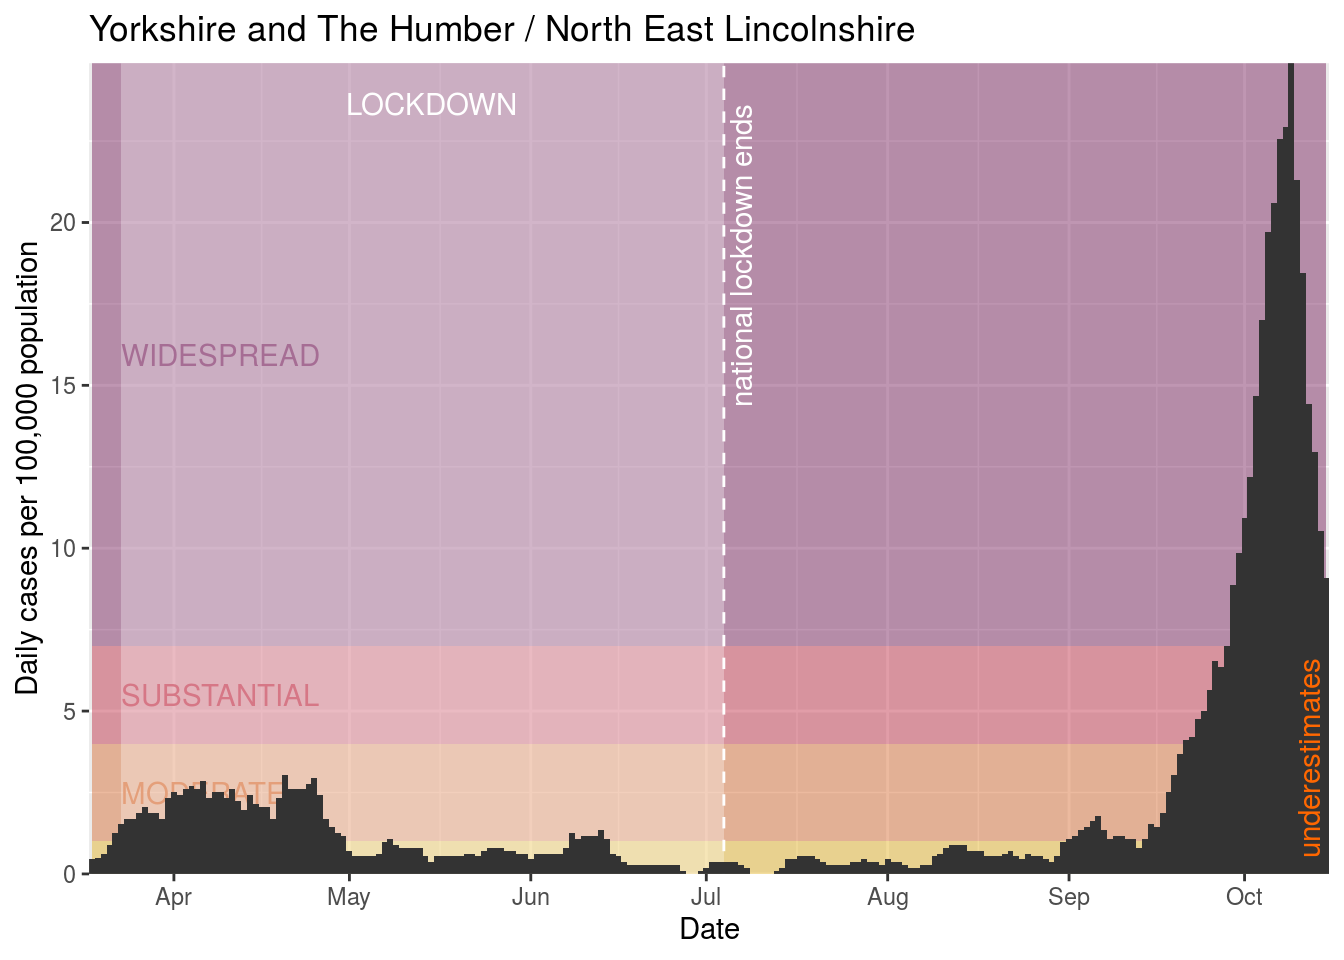 Yorkshire and The Humber / North East Lincolnshire
LOCKDOWN
national lockdown ends
WIDESPREAD
SUBSTANTIAL
MODERATE
underestimates
Daily cases per 100,000 population
20
15
10
5
0
Apr
May
Jun
Jul
Aug
Sep
Oct
Date